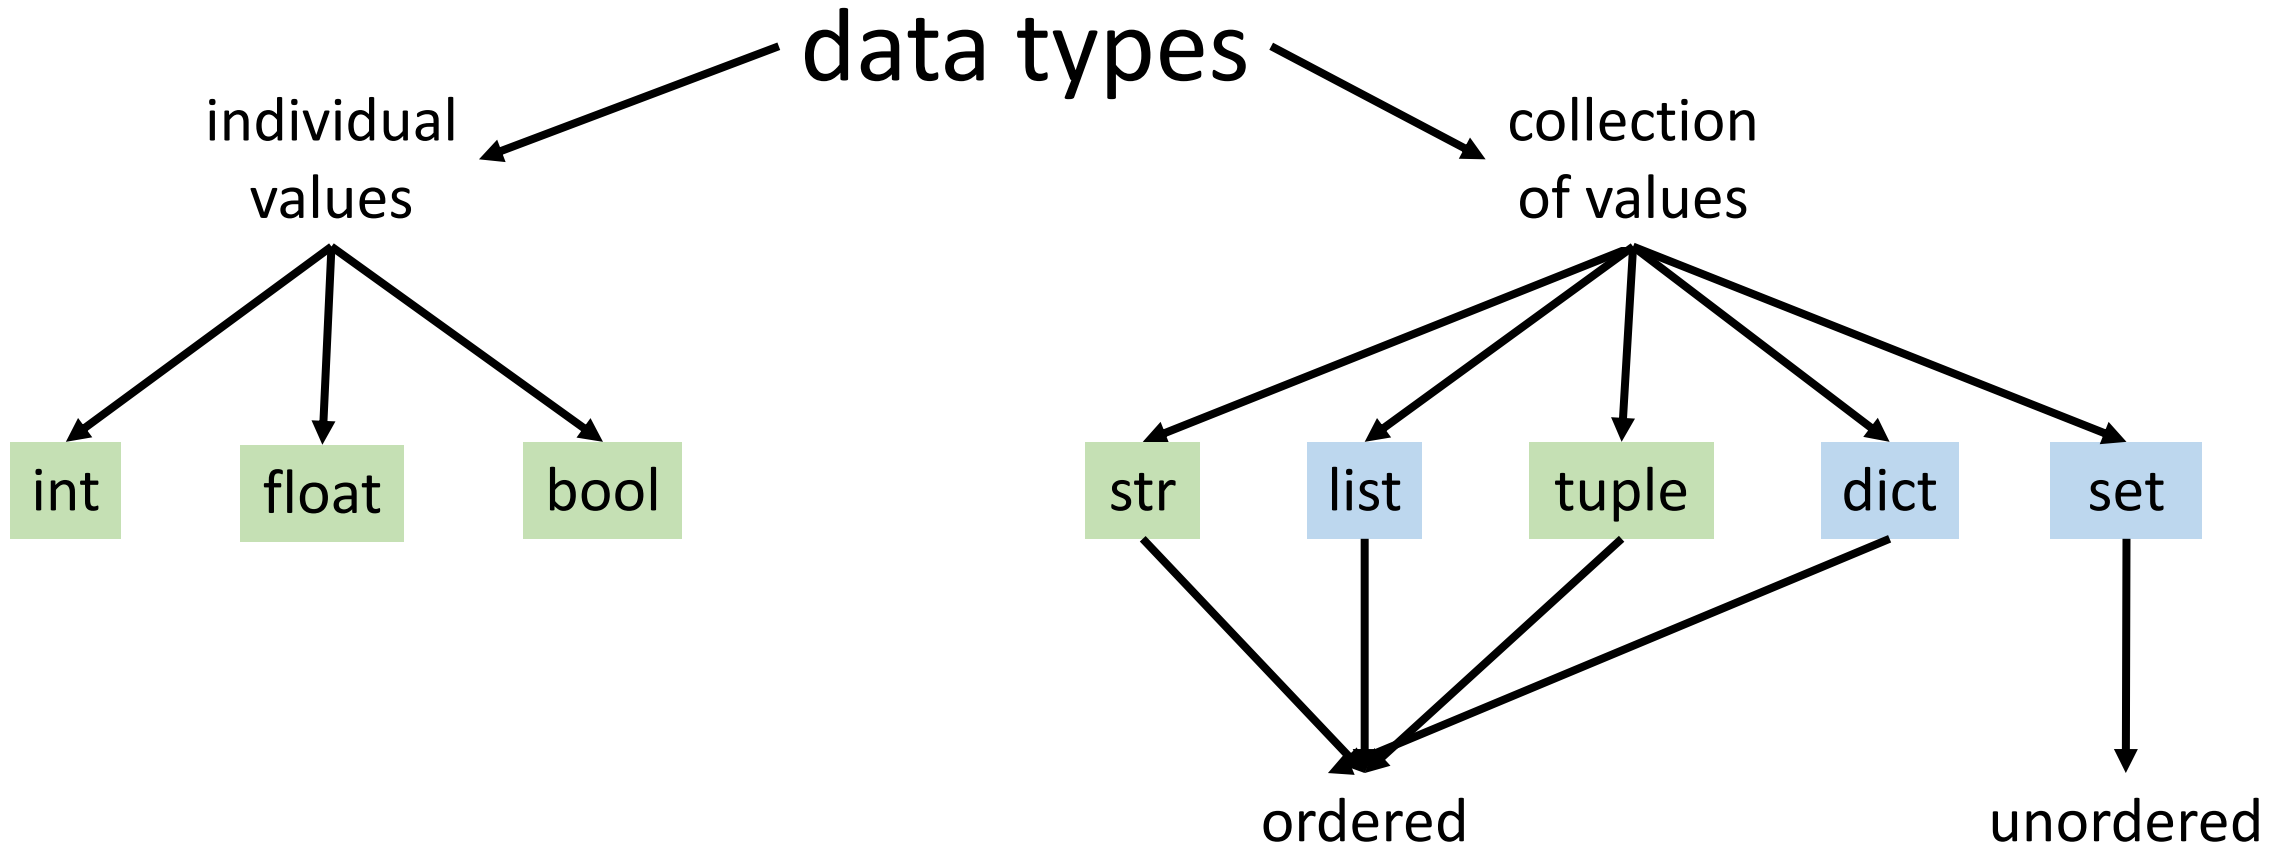 data types
individual
values
collection
of values
int
float
bool
str
list
tuple
dict
set
ordered
unordered